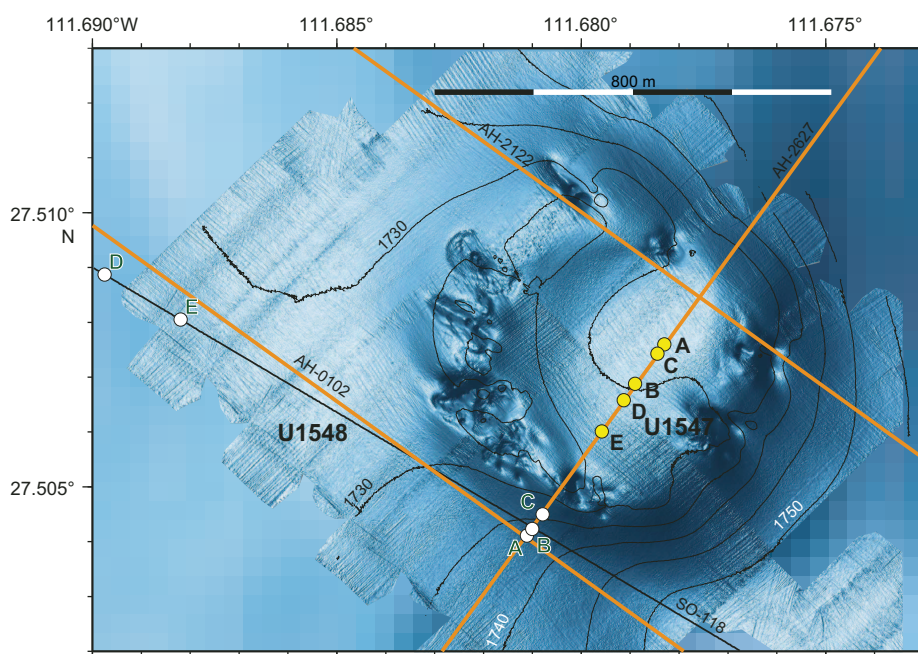 111.690°W
111.685°
111.680°
111.675°
800 m
AH-2122
AH-2627
27.510°
N
1730
D
E
A
C
B
D
U1547
E
AH-0102
U1548
27.505°
1730
C
A
B
1750
SO-118
1740